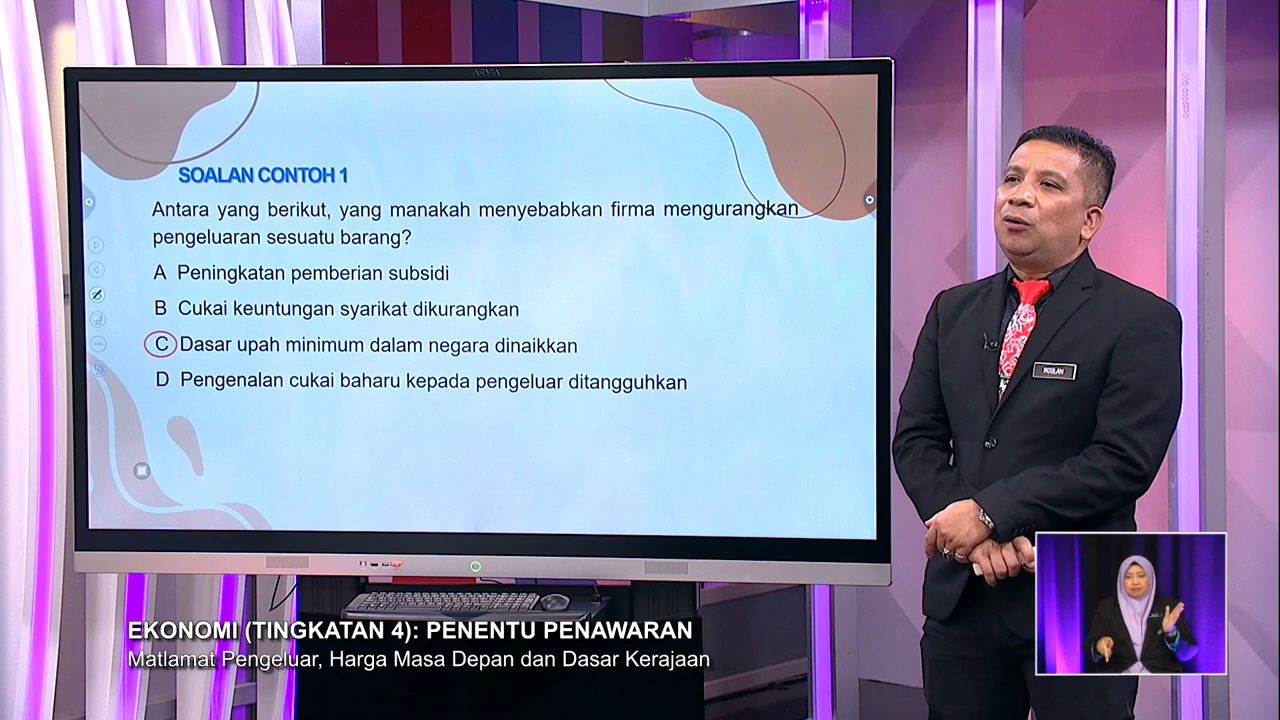 ARVIA
SOALAN CONTOH 1
Antara yang berikut, yang manakah menyebabkan firma mengurangkan
pengeluaran sesuatu barang?
A Peningkatan pemberian subsidi
B Cukai keuntungan syarikat dikurangkan
C Dasar upah minimum dalam negara dinaikkan
D Pengenalan cukai baharu kepada pengeluar ditangguhkan
ROSLAN
EKONOMI (TINGKATAN 4): PENENTU PENAWARAN
Matlamat Pengeluar, Harga Masa Depan dan Dasar Kerajaan